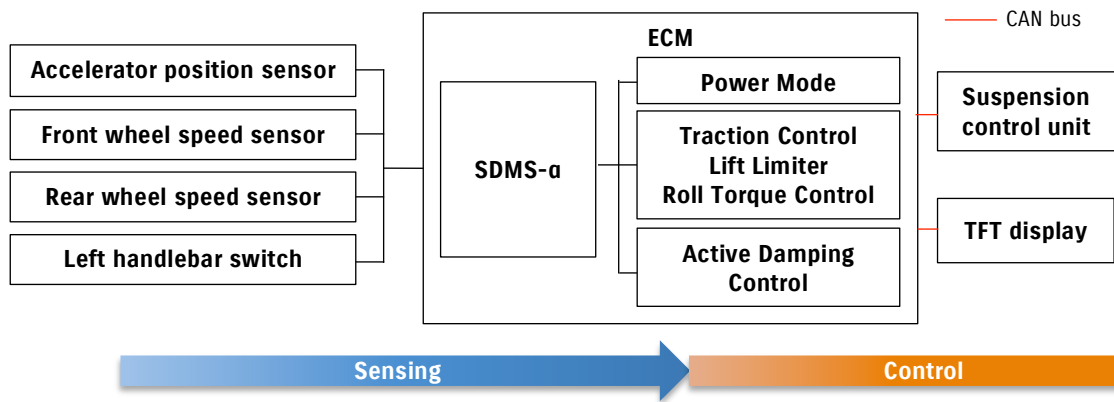 CAN bus
ECM
Accelerator position sensor
Front wheel speed sensor
Rear wheel speed sensor
Left handlebar switch
SDMS-α
Power Mode
Traction Control
Lift Limiter
Roll Torque Control
Active Damping
Control
Suspension
control unit
TFT display
Sensing
Control